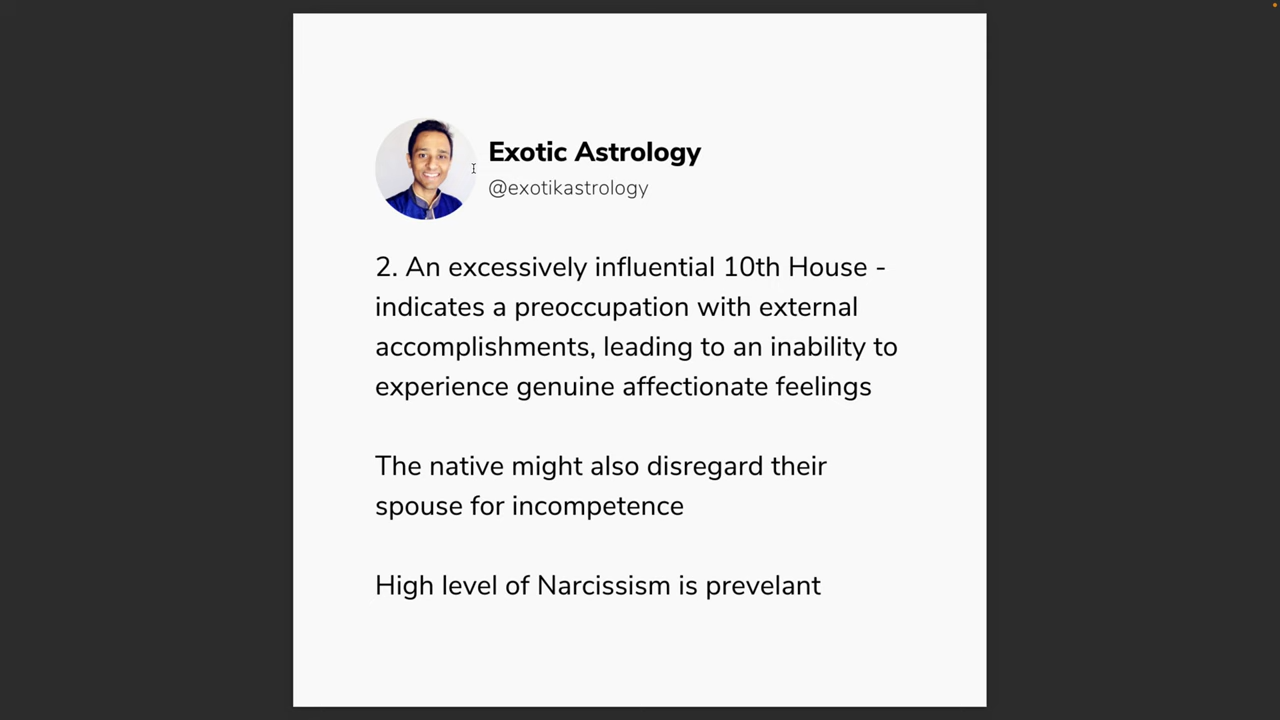 Exotic Astrology
@exotikastrology
2. An excessively influential 10th House -
indicates a preoccupation with external
accomplishments, leading to an inability to
experience genuine affectionate feelings
The native might also disregard their
spouse for incompetence
High level of Narcissism is prevelant